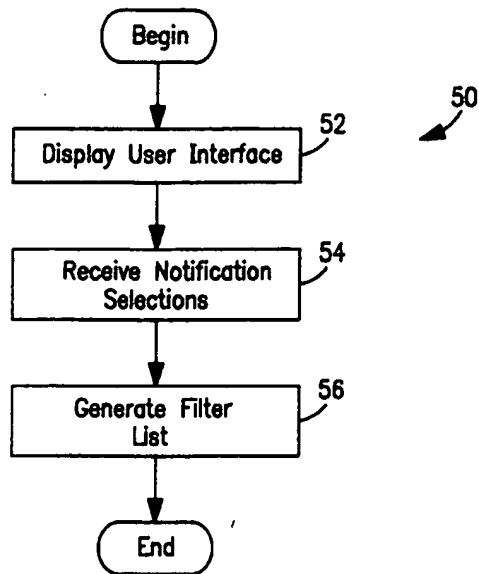 Begin
50
52
Display User Interface
54
Receive Notification
Selections
56
Generate Filter
List
End